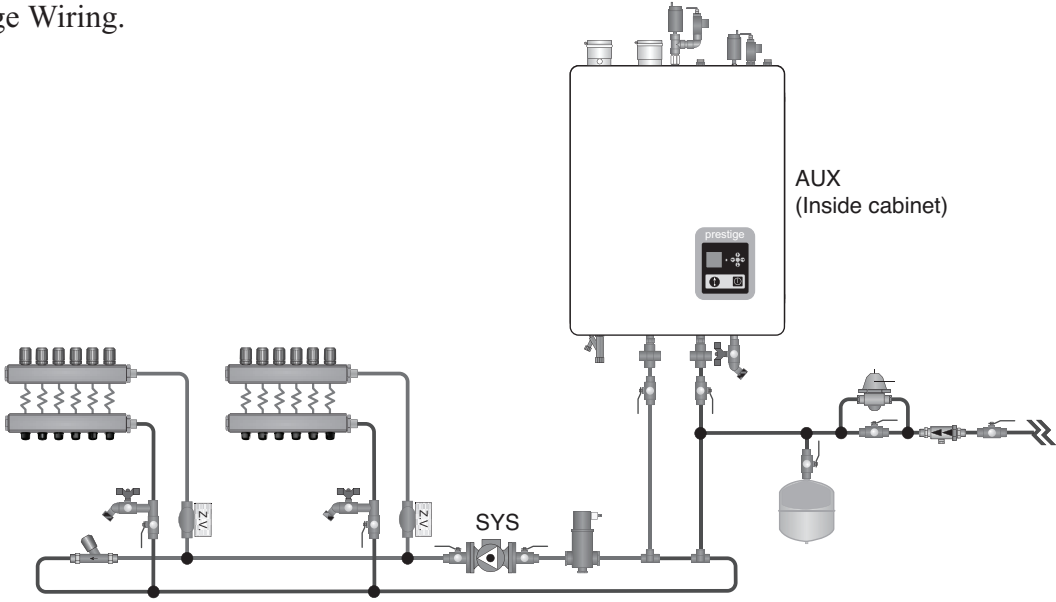 ge Wiring.
AUX
(Inside cabinet)
prestige
Z.V.
Z.V.
SYS